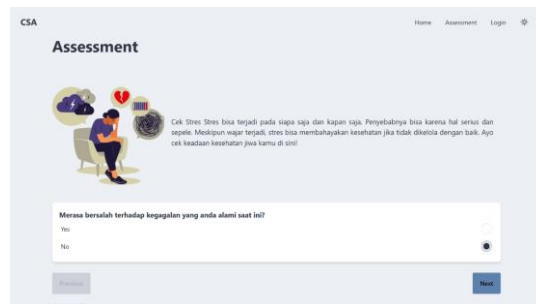 CSA
Home Assessment Login
Assessment
Cek Stres Stres bisa terjadi pada siapa saja dan kapan saja. Penyebabnya bisa karena hal serius dan
sepele. Meskipun wajar terjadi, stres bisa membahayakan kesehatan jika tidak dikelola dengan baik. Ayo
cek keadaan kesehatan jiwa kamu di sini!
Merasa bersalah terhadap kegagalan yang anda alami saat ini?
Yes
No
Previous
Next